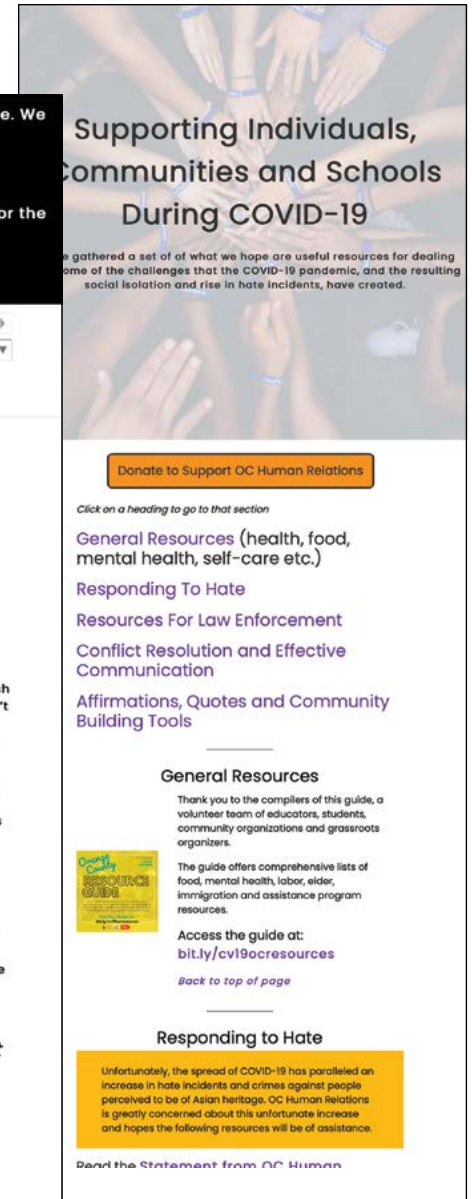 e. We
or the
h
't
s
e
Supporting Individuals,
Communities and Schools
During COVID-19
e gathered a set of of what we hope are useful resources for dealing
ome of the challenges that the COVID-19 pandemic, and the resulting
social isolation and rise in hate incidents, have created.
Donate to Support OC Human Relations
Click on a heading to go to that section
General Resources (health, food,
mental health, self-care etc.)
Responding To Hate
Resources For Law Enforcement
Conflict Resolution and Effective
Communication
Affirmations, Quotes and Community
Building Tools
General Resources
Thank you to the compilers of this guide, a
volunteer team of educators, students,
community organizations and grassroots
organizers.
Orange
County
RESOURCE
GUIDE
The guide offers comprehensive lists of
food, mental health, labor, elder,
immigration and assistance program
resources.
Access the guide at:
bit.ly/cv19ocresources
Back to top of page
Responding to Hate
Unfortunately, the spread of COVID-19 has paralleled an
increase in hate incidents and crimes against people
perceived to be of Asian heritage. OC Human Relations
is greatly concerned about this unfortunate increase
and hopes the following resources will be of assistance.
Read the Statement from OC Human